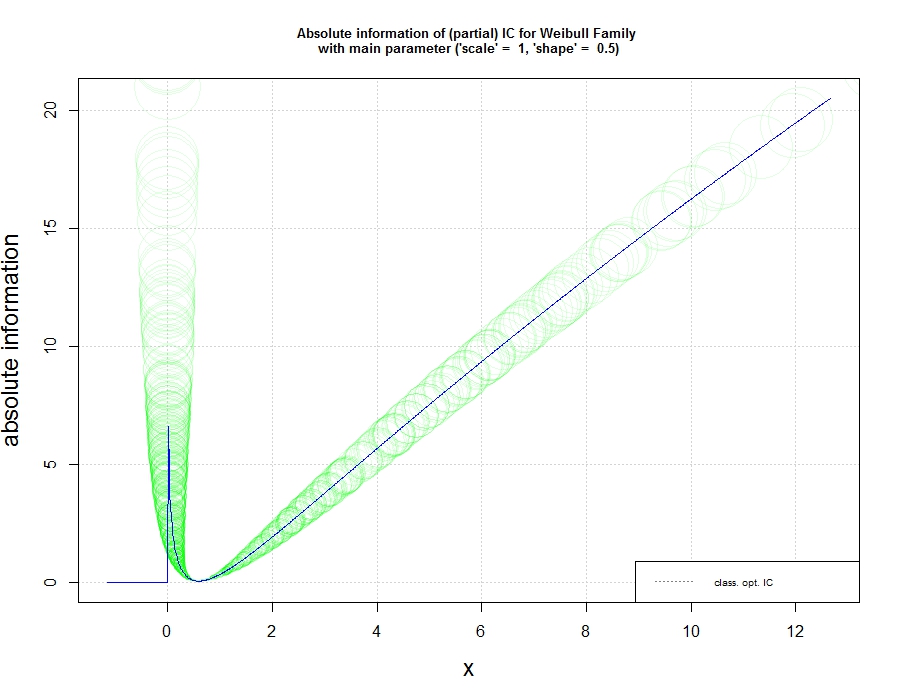 Absolute information of (partial) IC for Weibull Family
with main parameter ('scale' =  1, 'shape' =  0.5)
absolute information
20
15
10
5
0
class. opt. IC
0 2 4 6 8 10 12
x